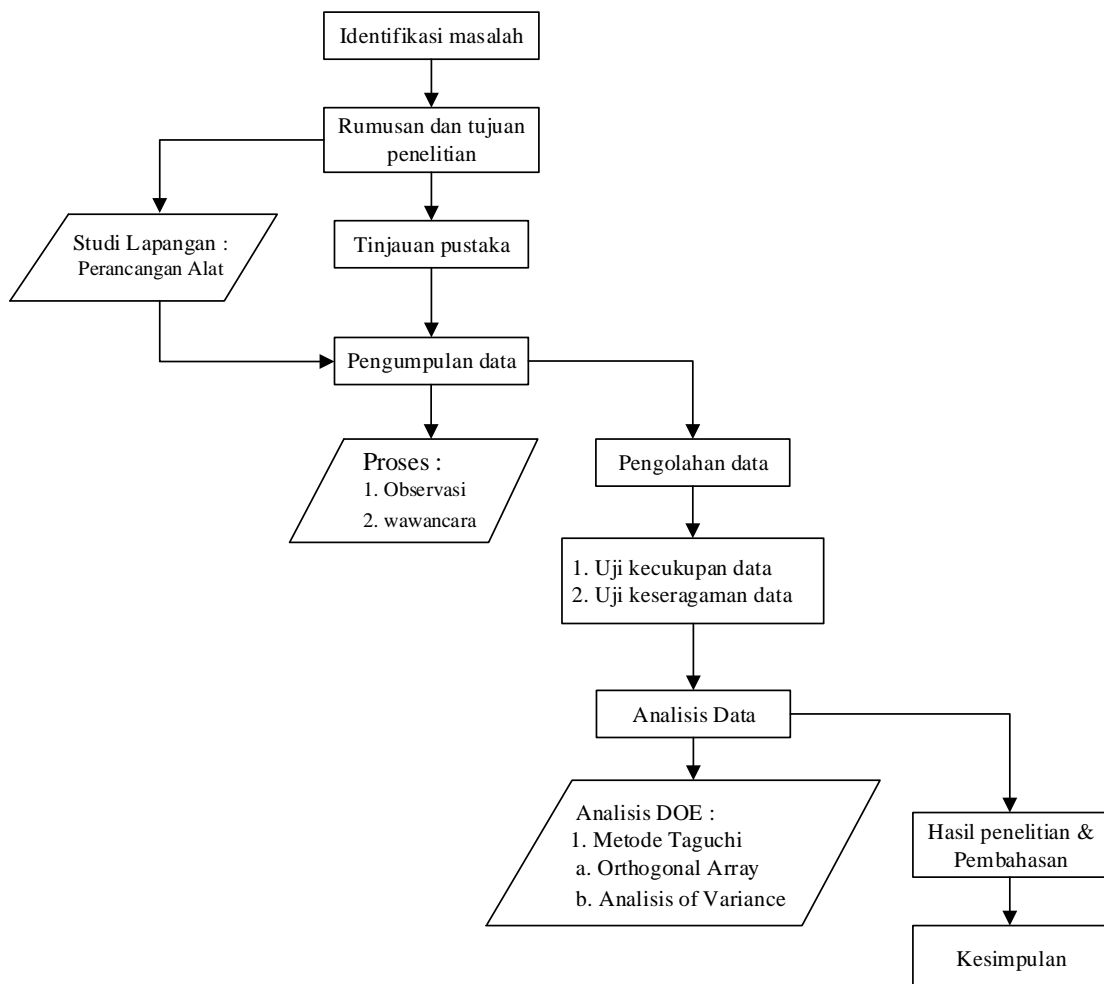 Identifikasi masalah
Rumusan dan tujuan
penelitian
Studi Lapangan :
Perancangan Alat
Tinjauan pustaka
Pengumpulan data
Proses :
1. Observasi
2. wawancara
Pengolahan data
1. Uji kecukupan data
2. Uji keseragaman data
Analisis Data
Analisis DOE :
1. Metode Taguchi
a. Orthogonal Array
b. Analisis of Variance
Hasil penelitian &
Pembahasan
Kesimpulan